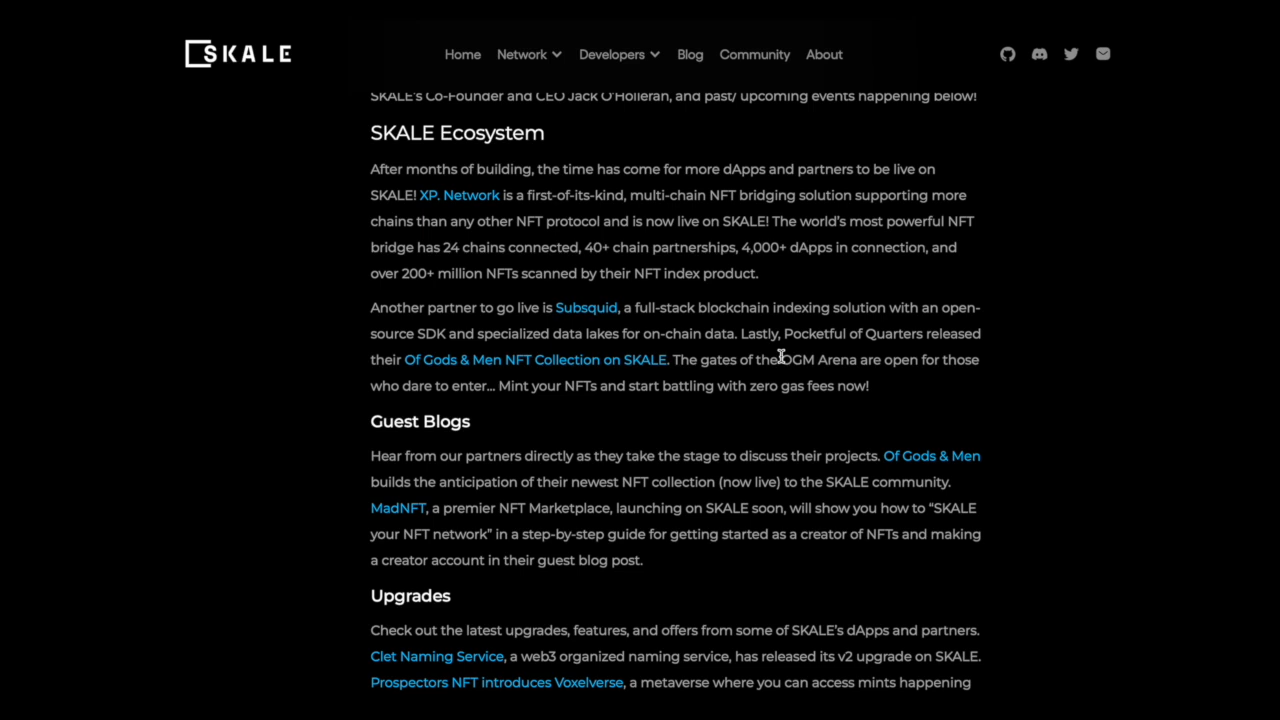 SKALE
Home Network Developers Blog Community About
SKALE's Co-Founder and CEO Jack O'Holleran, and past/ upcoming events happening below!
SKALE Ecosystem
After months of building, the time has come for more dApps and partners to be live on
SKALE! XP. Network is a first-of-its-kind, multi-chain NFT bridging solution supporting more
chains than any other NFT protocol and is now live on SKALE! The world's most powerful NFT
bridge has 24 chains connected, 40+ chain partnerships, 4,000+ dApps in connection, and
over 200+ million NFTs scanned by their NFT index product.
Another partner to go live is Subsquid, a full-stack blockchain indexing solution with an open-
source SDK and specialized data lakes for on-chain data. Lastly, Pocketful of Quarters released
their Of Gods & Men NFT Collection on SKALE. The gates of the OGM Arena are open for those
who dare to enter... Mint your NFTs and start battling with zero gas fees now!
Guest Blogs
Hear from our partners directly as they take the stage to discuss their projects. Of Gods & Men
builds the anticipation of their newest NFT collection (now live) to the SKALE community.
MadNFT, a premier NFT Marketplace, launching on SKALE soon, will show you how to “SKALE
your NFT network” in a step-by-step guide for getting started as a creator of NFTs and making
a creator account in their guest blog post.
Upgrades
Check out the latest upgrades, features, and offers from some of SKALE's dApps and partners.
Clet Naming Service, a web3 organized naming service, has released its v2 upgrade on SKALE.
Prospectors NFT introduces Voxelverse, a metaverse where you can access mints happening